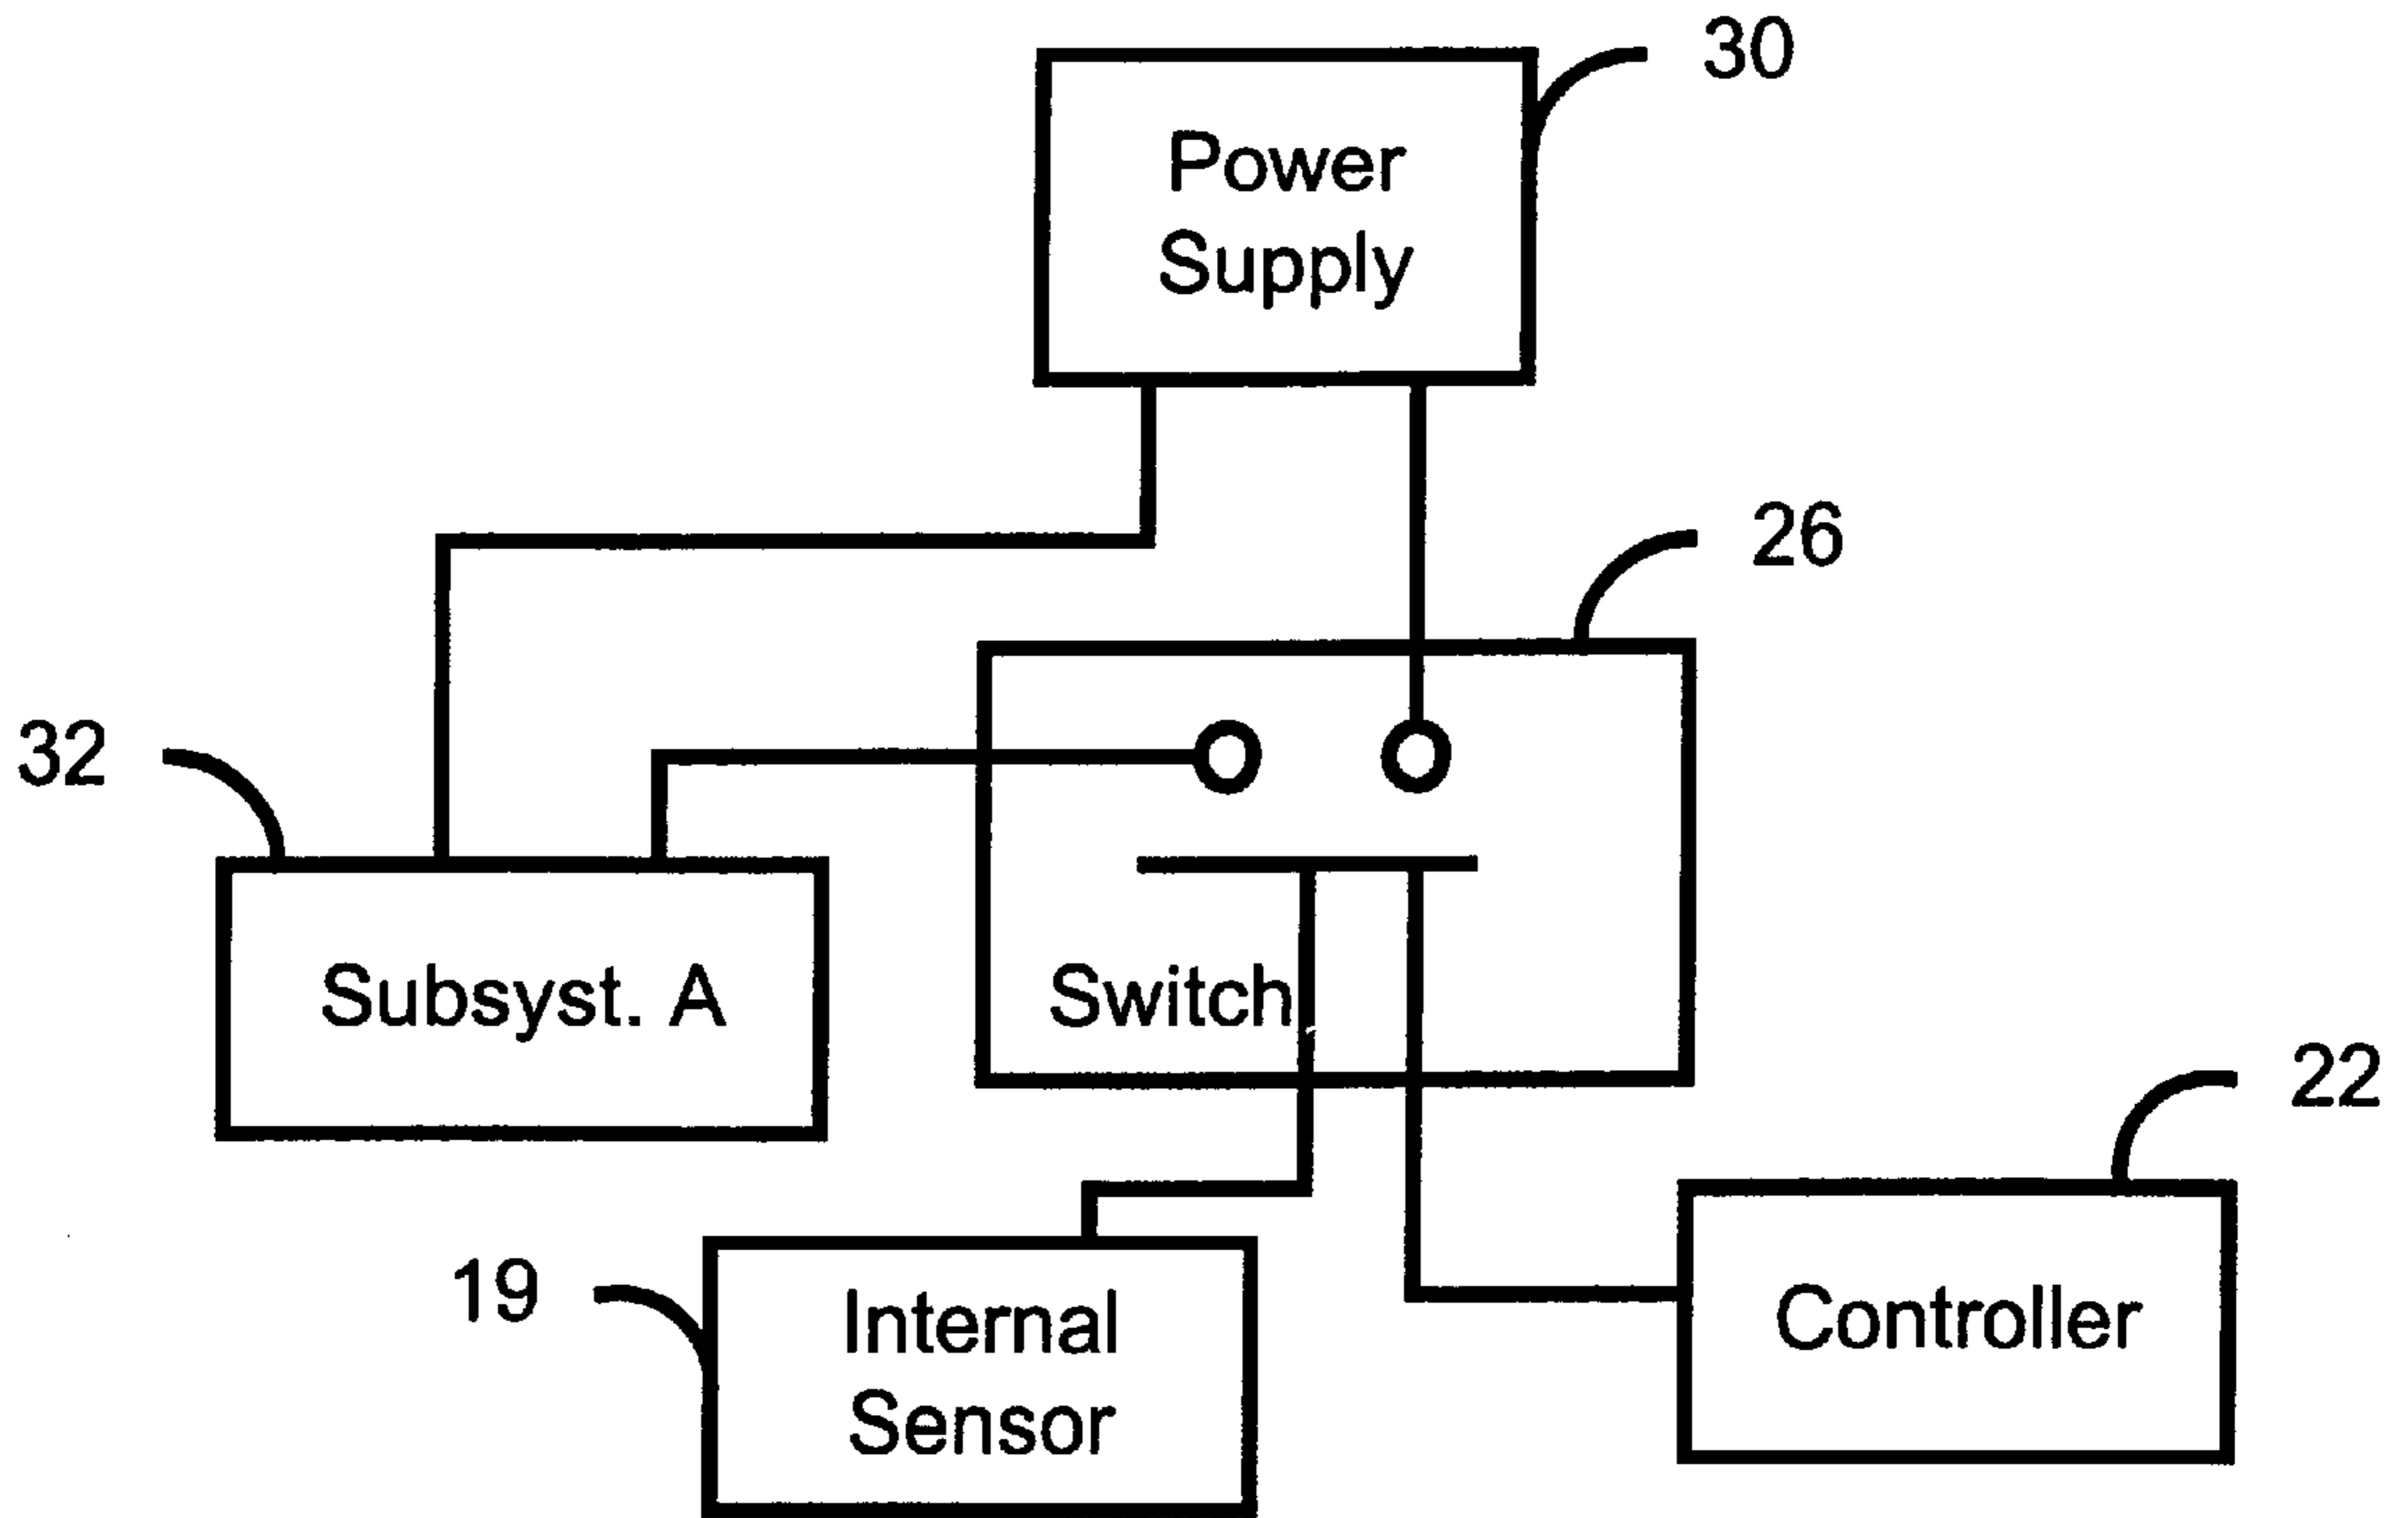 30
Power
Supply
26
32
Subsyst. A
Switch
22
19
Internal
Sensor
Controller